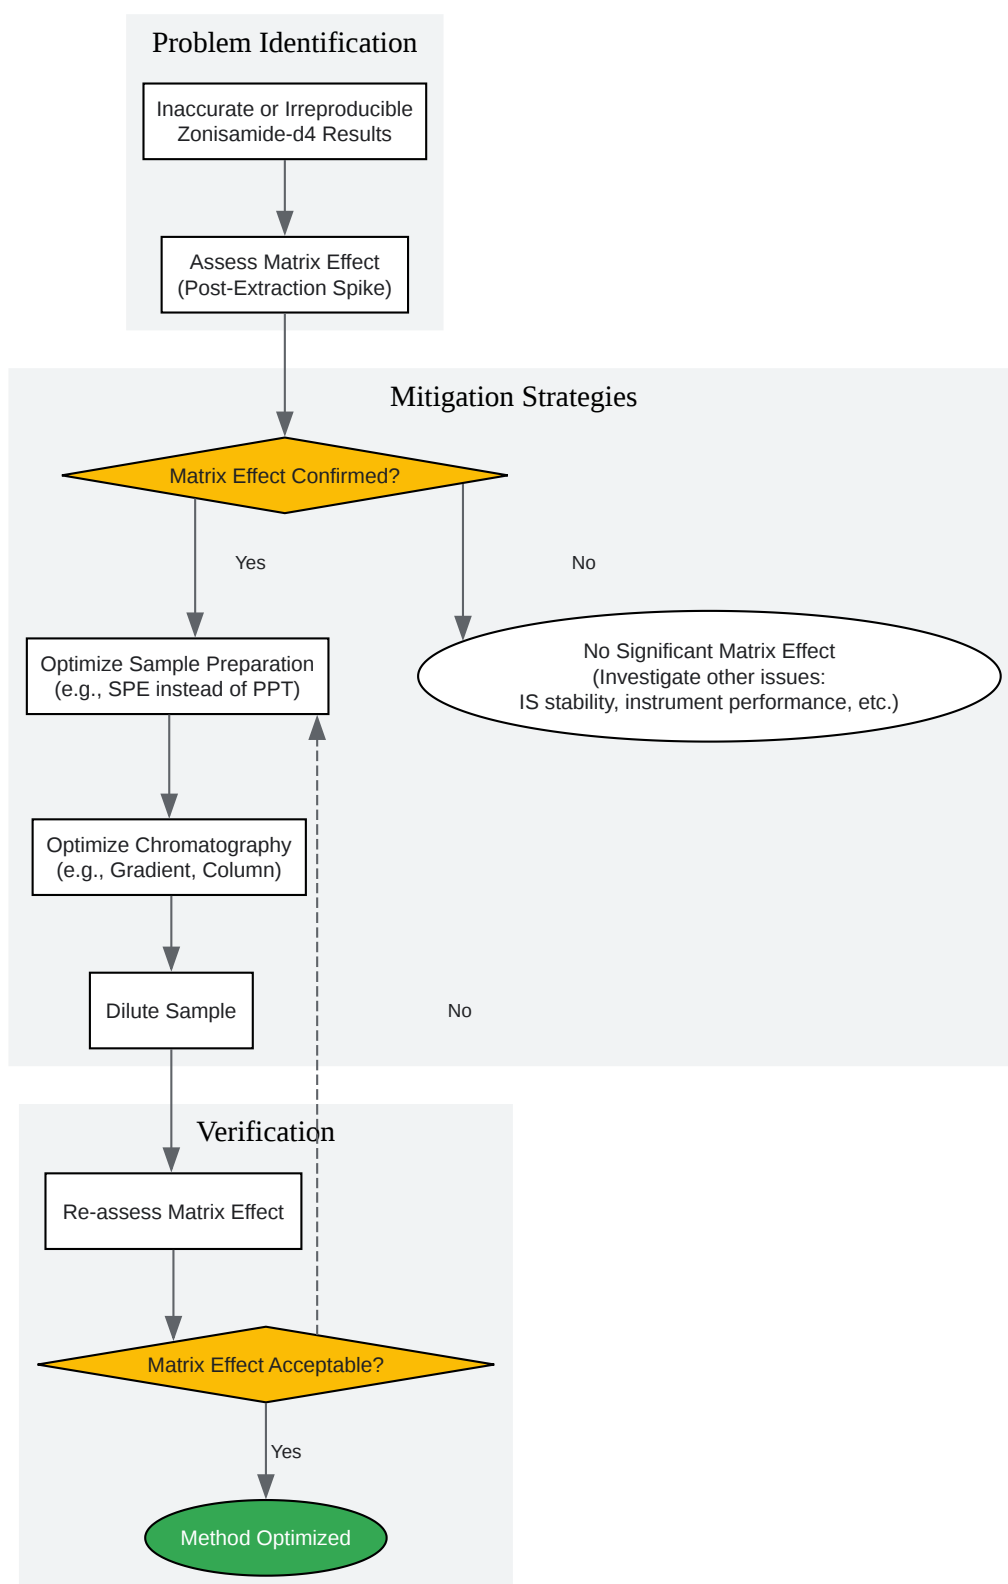 Problem Identification
Inaccurate or Irreproducible
Zonisamide-d4 Results
Assess Matrix Effect
(Post-Extraction Spike)
Mitigation Strategies
Matrix Effect Confirmed?
Yes
No
Optimize Sample Preparation
(e.g., SPE instead of PPT)
No Significant Matrix Effect
(Investigate other issues:
IS stability, instrument performance, etc.)
Optimize Chromatography
(e.g., Gradient, Column)
Dilute Sample
No
Verification
Re-assess Matrix Effect
Matrix Effect Acceptable?
Yes
Method Optimized